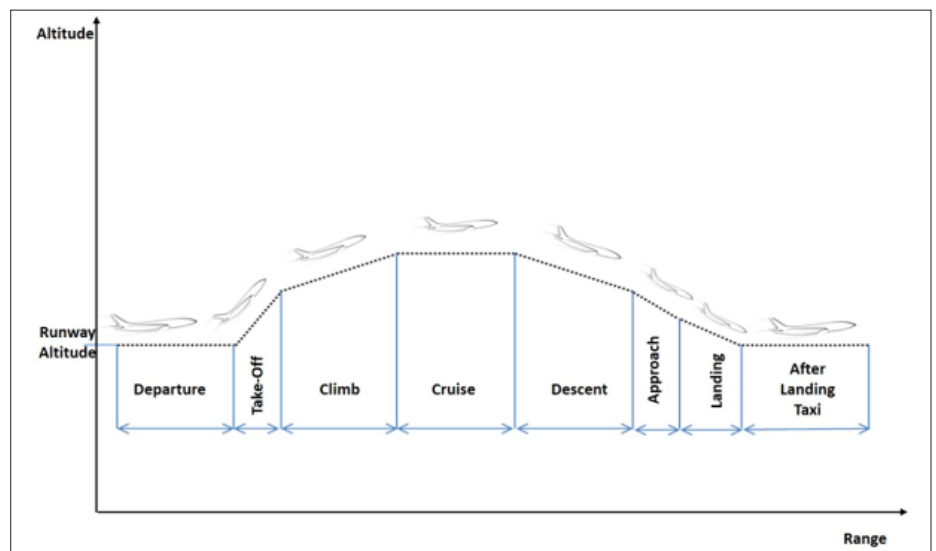 Altitude
Runway
Altitude
Departure
Take-Off
Climb
Cruise
Descent
Approach
Landing
After
Landing
Taxi
Range